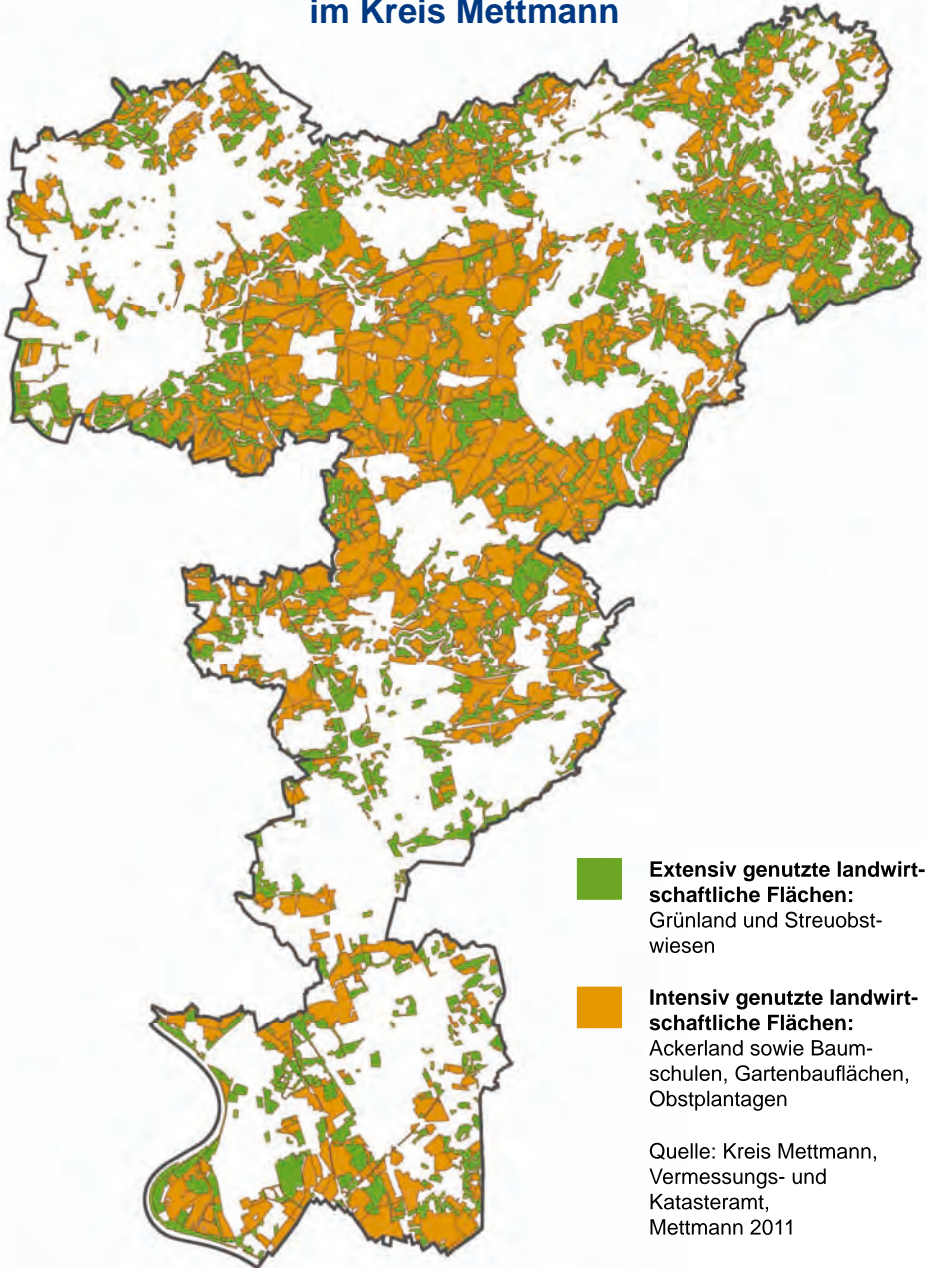 im Kreis Mettmann
Extensiv genutzte landwirt-
schaftliche Flächen:
Grünland und Streuobst-
wiesen
Intensiv genutzte landwirt-
schaftliche Flächen:
Ackerland sowie Baum-
schulen, Gartenbauflächen,
Obstplantagen
Quelle: Kreis Mettmann,
Vermessungs- und
Katasteramt,
Mettmann 2011